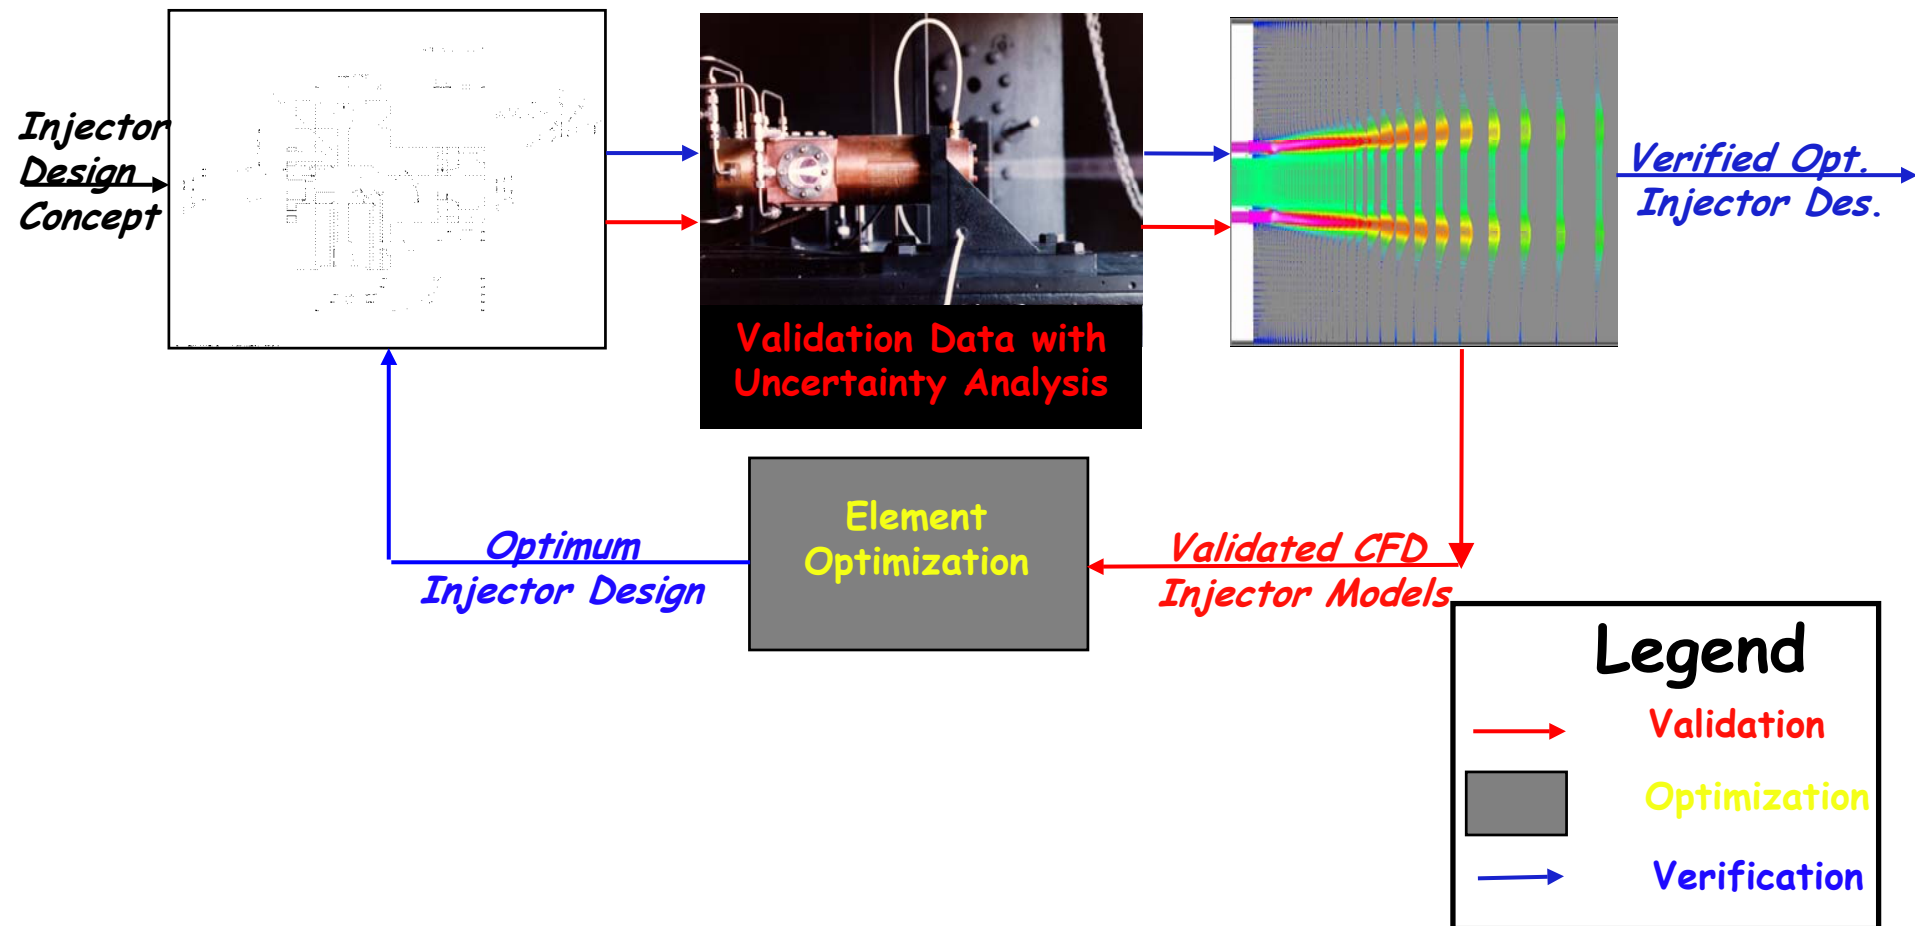 Injector
Design
Concept
Validation Data with
Uncertainty Analysis
Verified Opt.
Injector Des.
Element
Optimization
Optimum
Injector Design
Validated CFD
Injector Models
Legend
Validation
Optimization
Verification